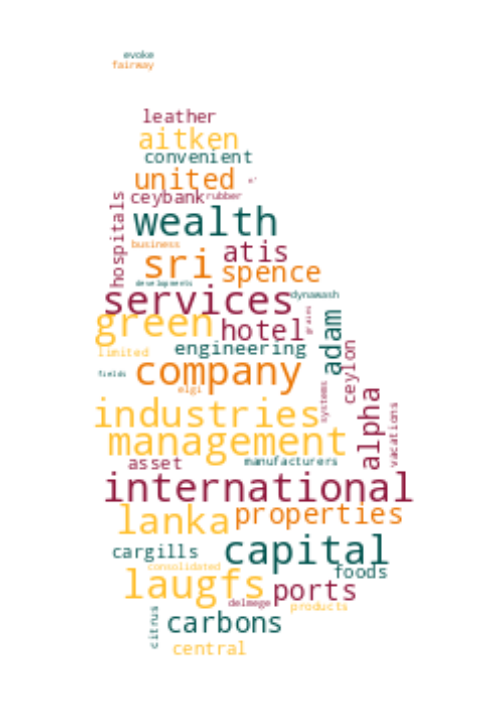 evoke
fairway
leather
aitken
convenient
united
ceybank rubber
hospitals
wealth
business
atis
sri spence
developments
services dynawash
green hotel grains adam
engineering
limited
ceylon
company
fields
elgi
systems
industries
alpha
vacations
management
asset manufacturers
international
lanka properties
capital
cargills
foods
consolidated
laugfs ports
delmege products
citrus carbons
central